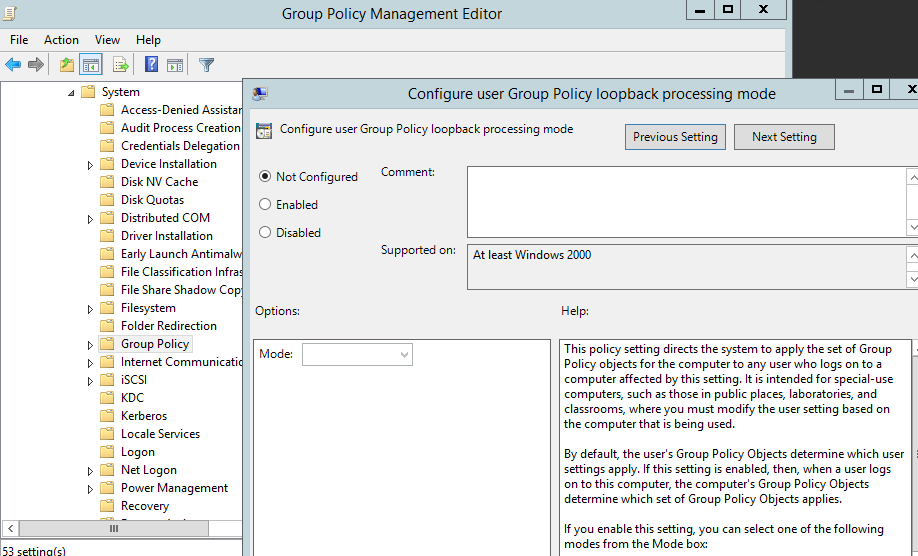 Group Policy Management Editor
File Action View Help
System
Access-Denied Assistan
Audit Process Creation
Credentials Delegation
Device Installation
Disk NV Cache
Disk Quotas
Distributed COM
Driver Installation
Early Launch Antimalw
File Classification Infras
File Share Shadow Copy
Filesystem
Folder Redirection
Group Policy
Internet Communicatio
iSCSI
KDC
Kerberos
Locale Services
Logon
Net Logon
Power Management
Recovery
53 setting(s)
Configure user Group Policy loopback processing mode
Configure user Group Policy loopback processing mode
Previous Setting Next Setting
Not Configured
Enabled
Disabled
Comment:
Supported on:
At least Windows 2000
Options:
Help:
Mode:
This policy setting directs the system to apply the set of Group
Policy objects for the computer to any user who logs on to a
computer affected by this setting. It is intended for special-use
computers, such as those in public places, laboratories, and
classrooms, where you must modify the user setting based on
the computer that is being used.
By default, the user's Group Policy Objects determine which user
settings apply. If this setting is enabled, then, when a user logs
on to this computer, the computer's Group Policy Objects
determine which set of Group Policy Objects applies.
If you enable this setting, you can select one of the following
modes from the Mode box: